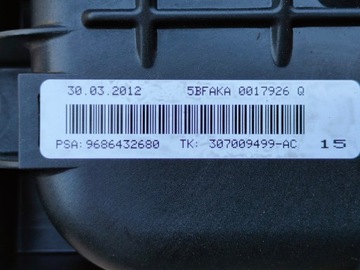 30.03.2012 5BFAKA 0017926 Q
PSA:9686432680 TK: 307009499-AC 15